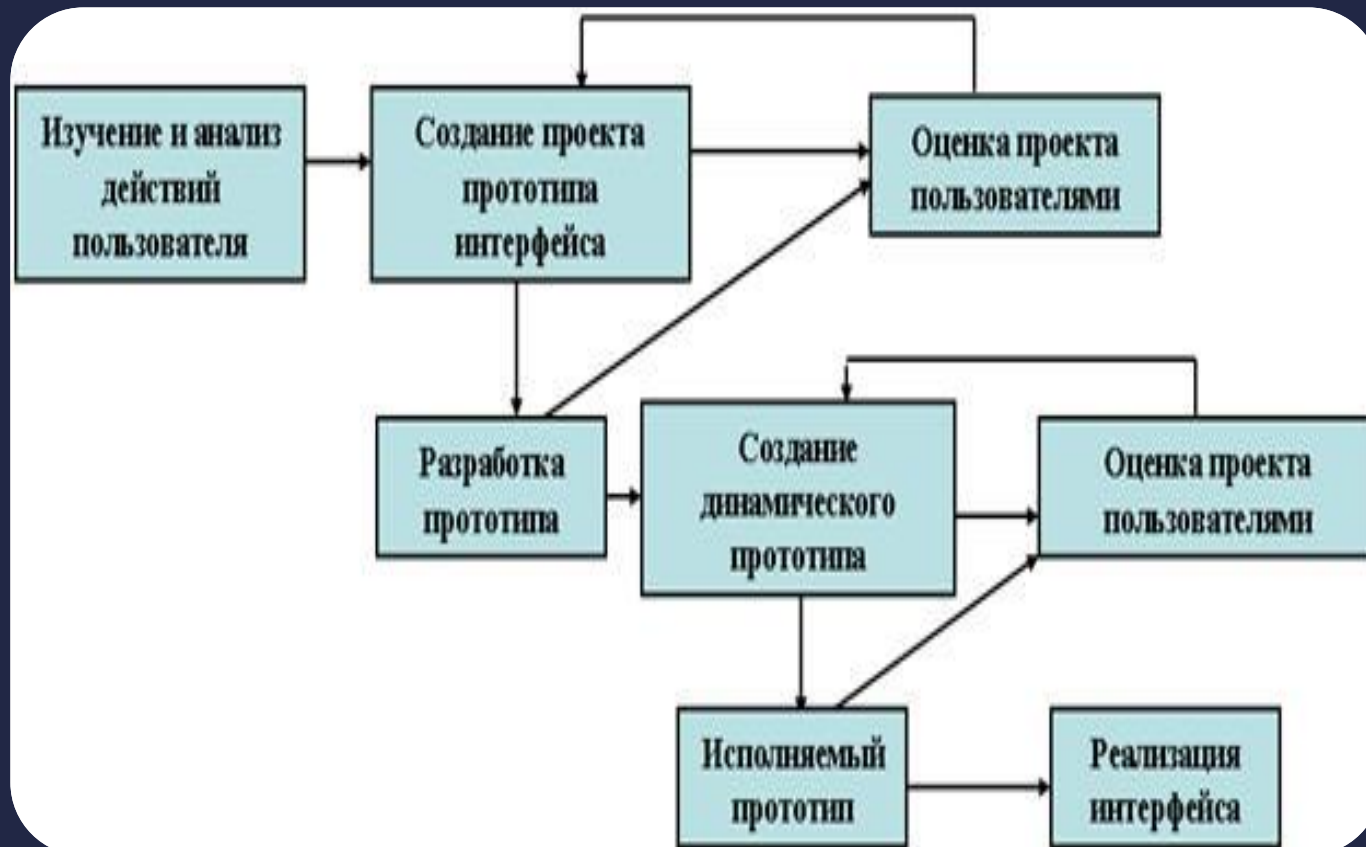 Изучение и анализ
действий
пользователя
Создание проекта
прототипа
интерфейса
Оценка проекта
пользователями
Разработка
прототипа
Создание
динамического
прототипа
Оценка проекта
пользователями
Исполняемый
прототип
Реализация
интерфейса